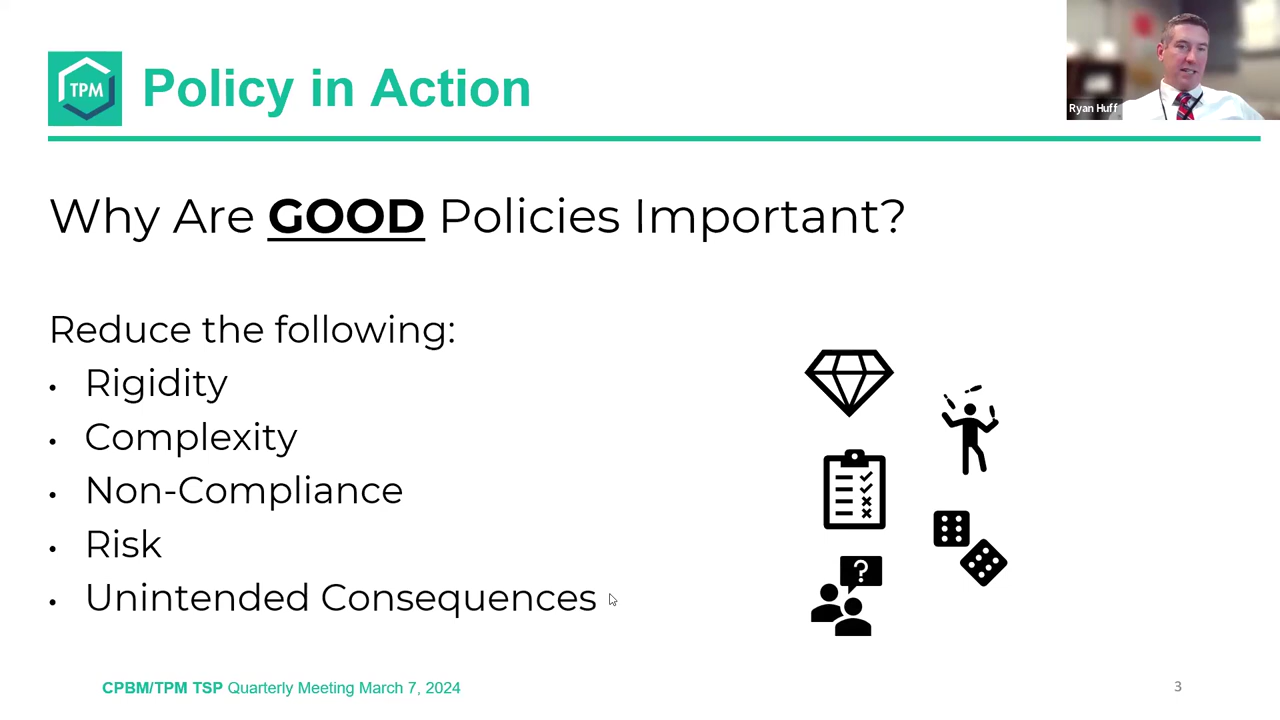 TPM
Policy in Action
Ryan Huff
Why Are GOOD Policies Important?
Reduce the following:
• Rigidity
• Complexity
• Non-Compliance
• Risk
• Unintended Consequences
?
CPBM/TPM TSP Quarterly Meeting March 7, 2024
3